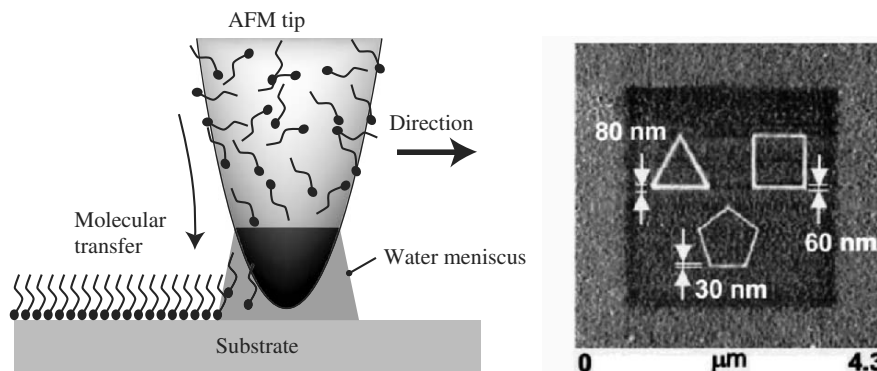 AFM tip
Direction
Molecular
transfer
Water meniscus
Substrate
80 nm
60 nm
30 nm
0 μm 4.3